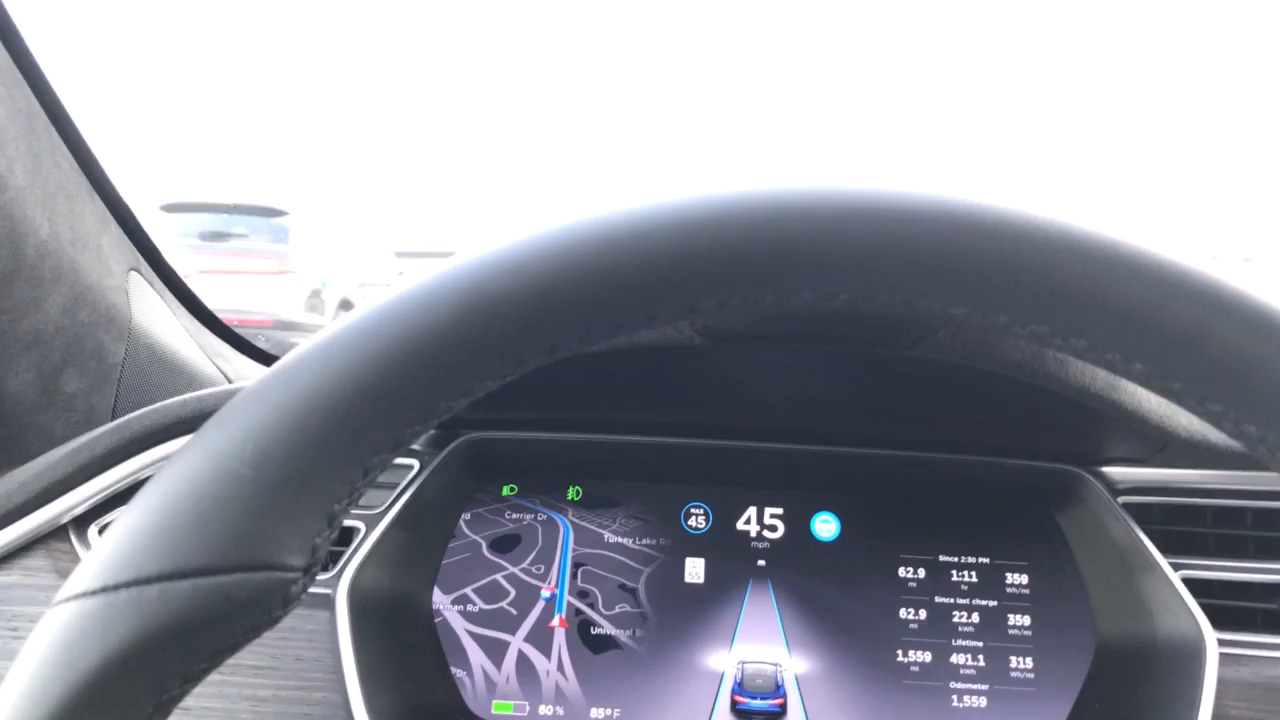 Carrier Dr
Turkey Lake Rd
rkman Rd
Universal Bl
60 %
85° F
MAX
45
45
mph
55
Since 2:30 PM
62.9 1:11 359
mi hr Wh/mi
Since last charge
62.9 22.6 359
mi kWh Wh/mi
Lifetime
1,559 491.1 315
mi kWh Wh/mi
Odometer
1,559